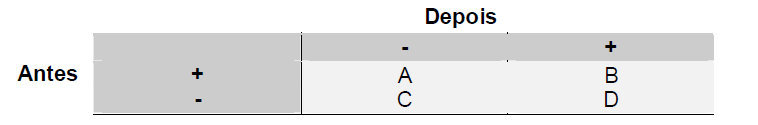 Depois
- +
Antes + A B
- C D